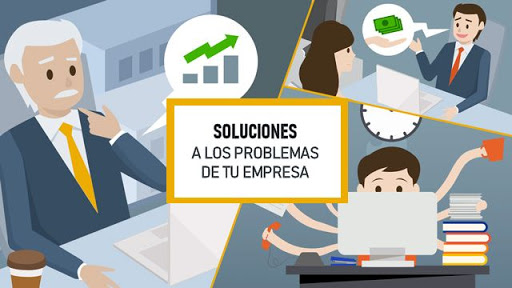 SOLUCIONES
A LOS PROBLEMAS
DE TU EMPRESA